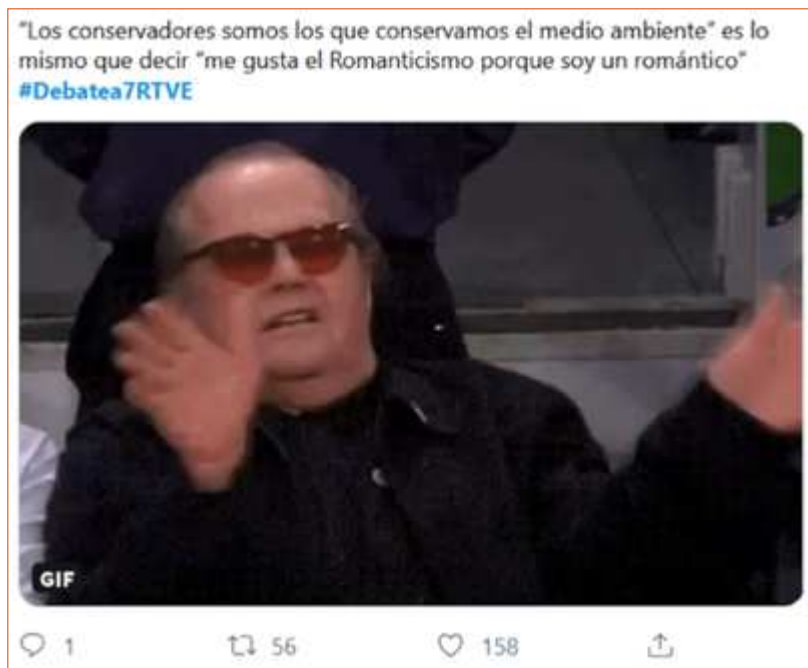 “Los conservadores somos los que conservamos el medio ambiente” es lo
mismo que decir “me gusta el Romanticismo porque soy un romántico”
#Debatea7RTVE
GIF
1 56 158